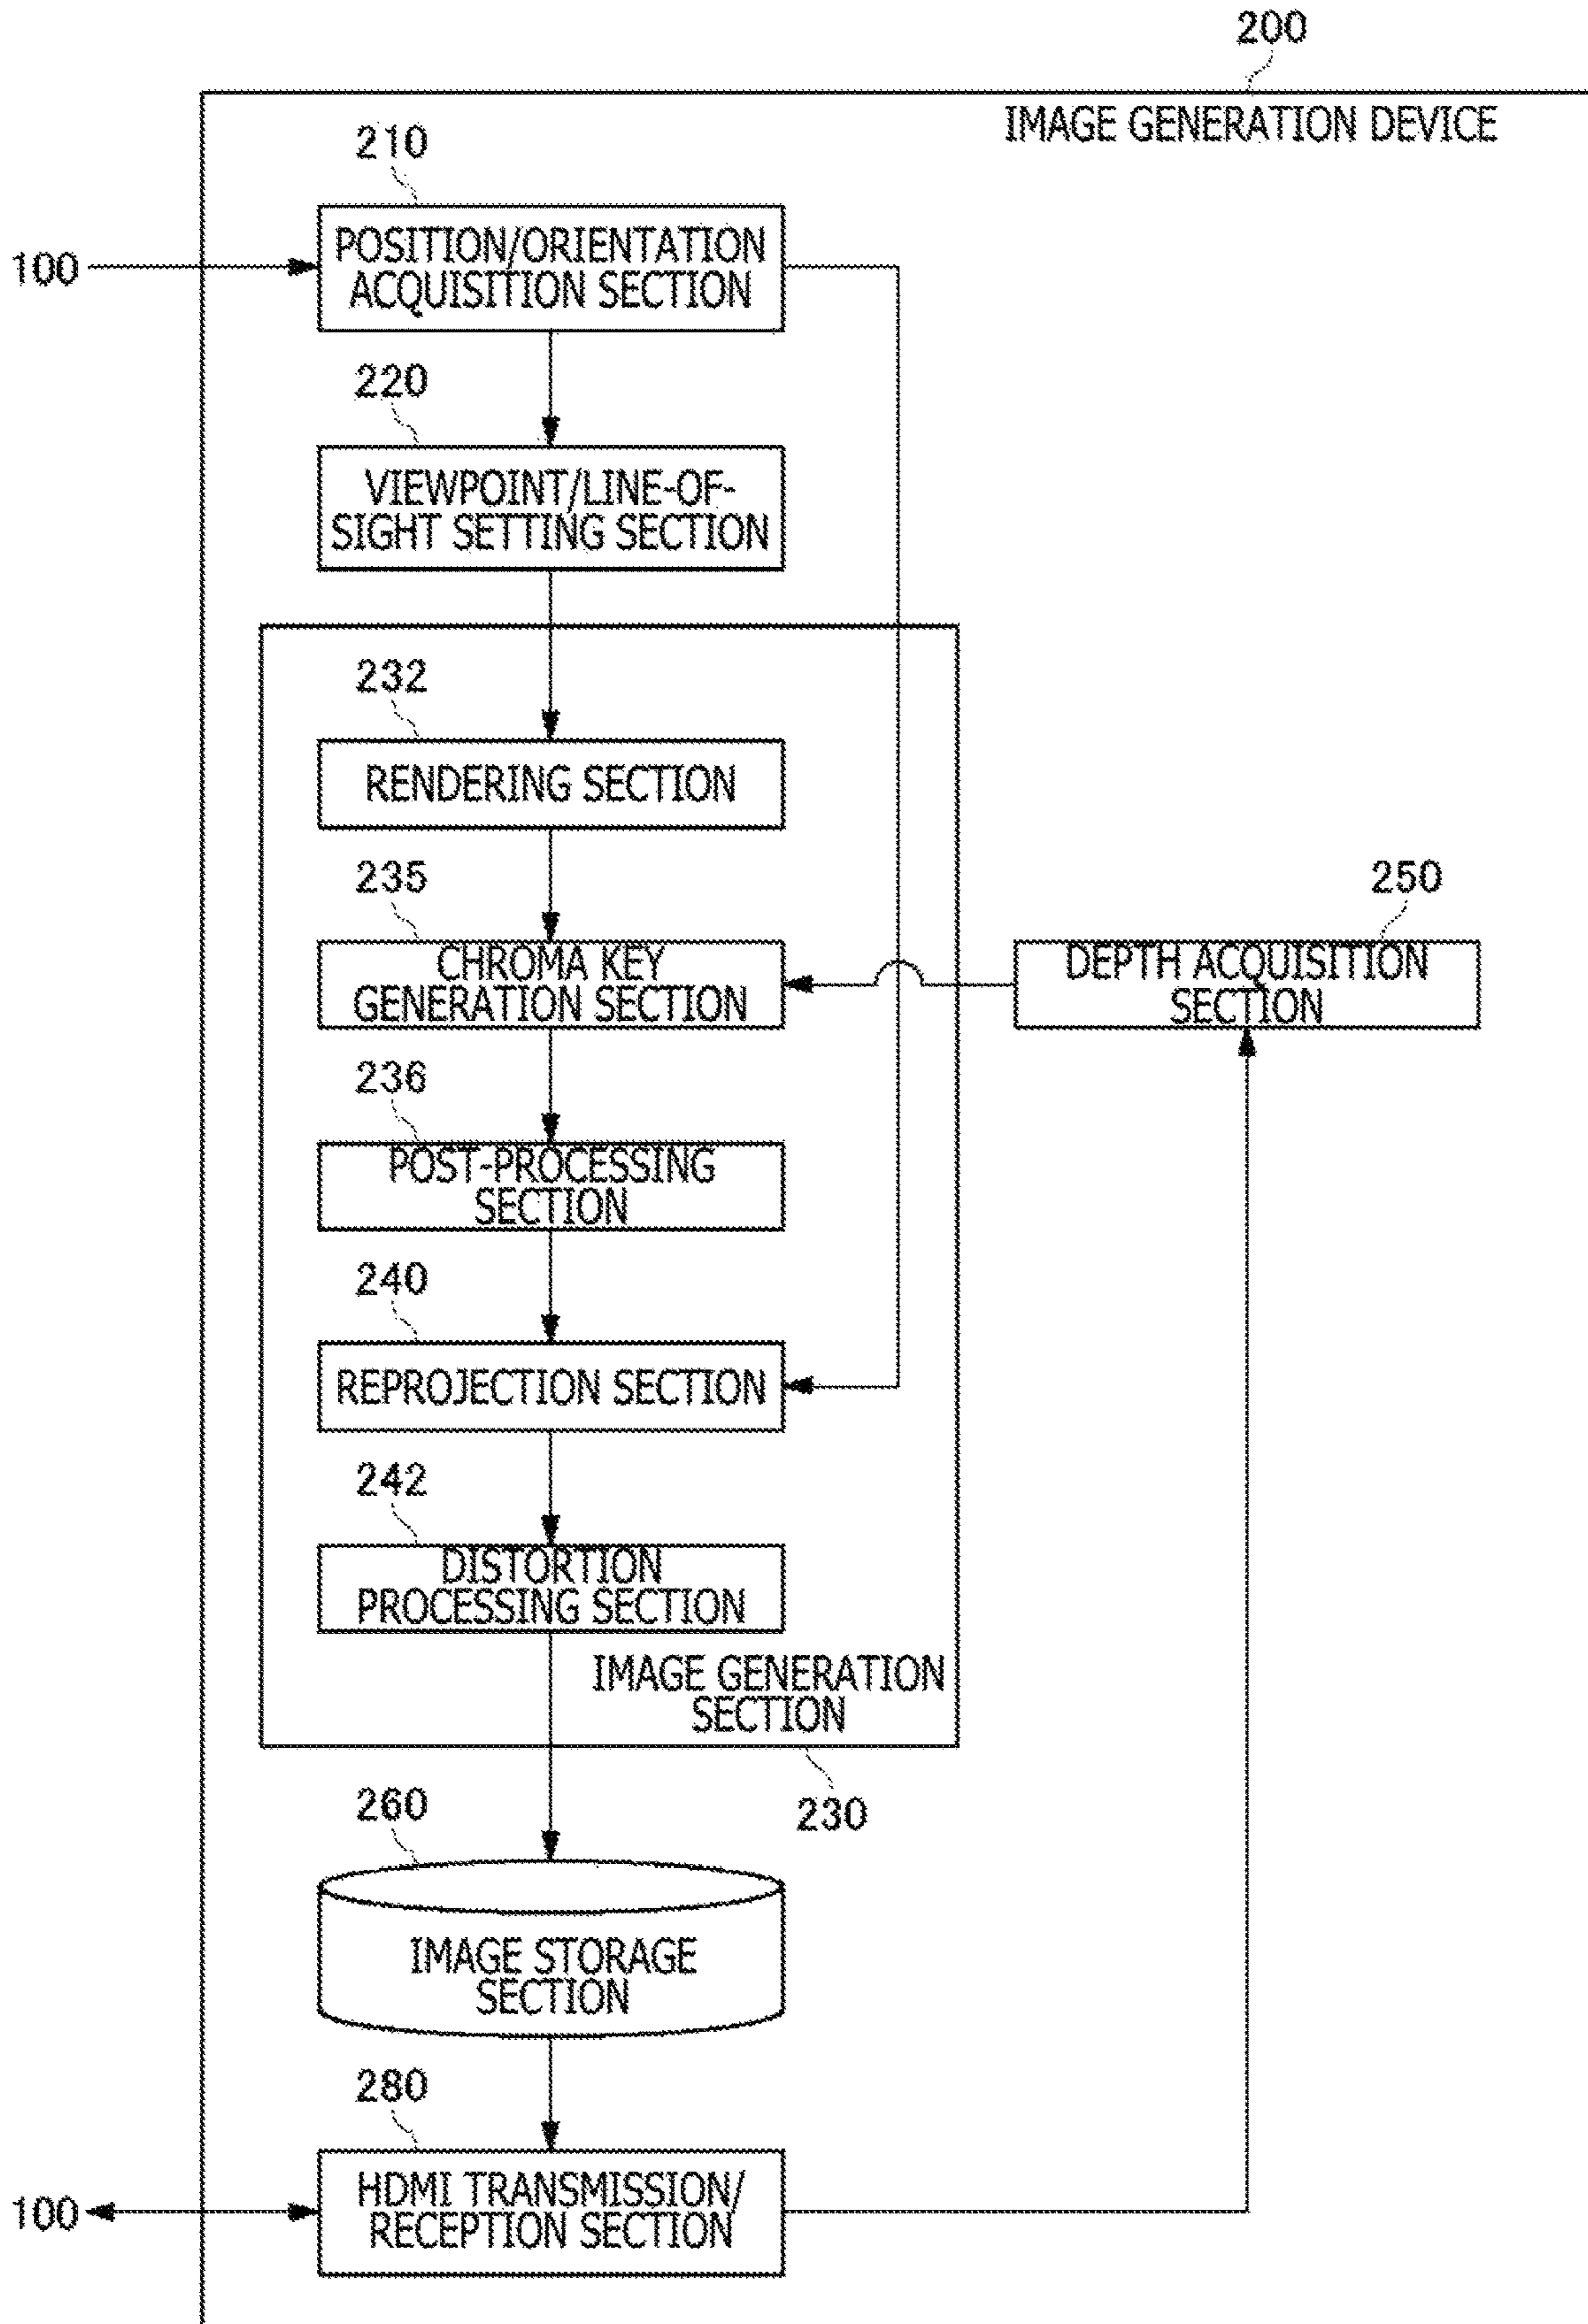 200
IMAGE GENERATION DEVICE
210
100
POSITION/ORIENTATION
ACQUISITION SECTION
220
VIEWPOINT/LINE-OF-
SIGHT SETTING SECTION
232
RENDERING SECTION
235
CHROMA KEY
GENERATION SECTION
250
DEPTH ACQUISITION
SECTION
236
POST-PROCESSING
SECTION
240
REPROJECTION SECTION
242
DISTORTION
PROCESSING SECTION
IMAGE GENERATION
SECTION
230
260
IMAGE STORAGE
SECTION
280
100
HDMI TRANSMISSION/
RECEPTION SECTION